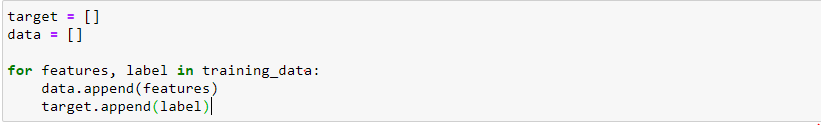 target = []
data = []
for features, label in training_data:
    data.append(features)
    target.append(label)